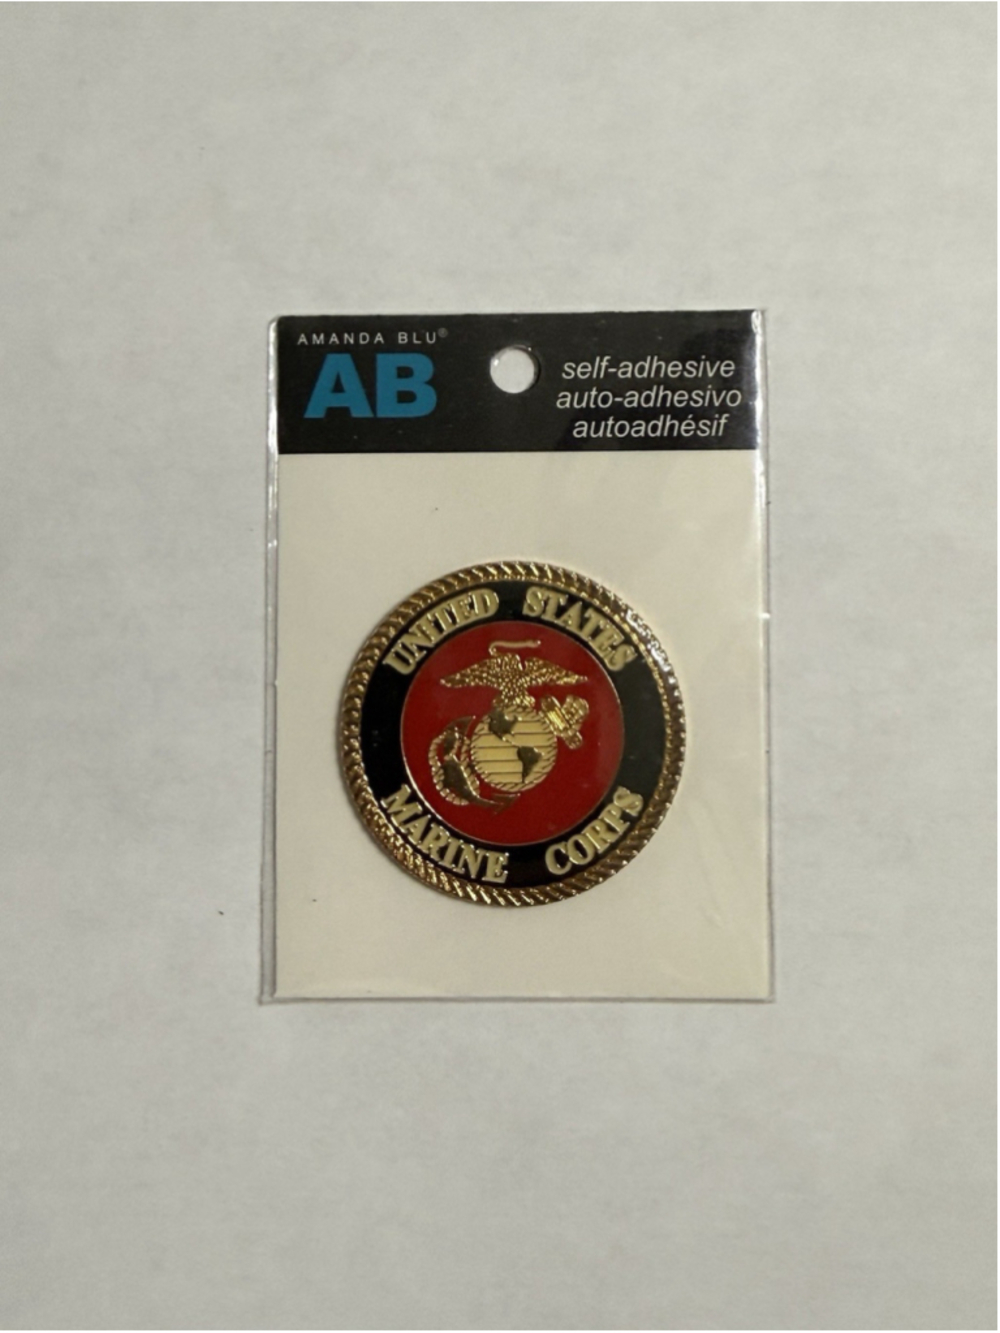 AMANDA BLU®
AB
self-adhesive
auto-adhesivo
autoadhésif
UNITED STATES
MARINE CORPS